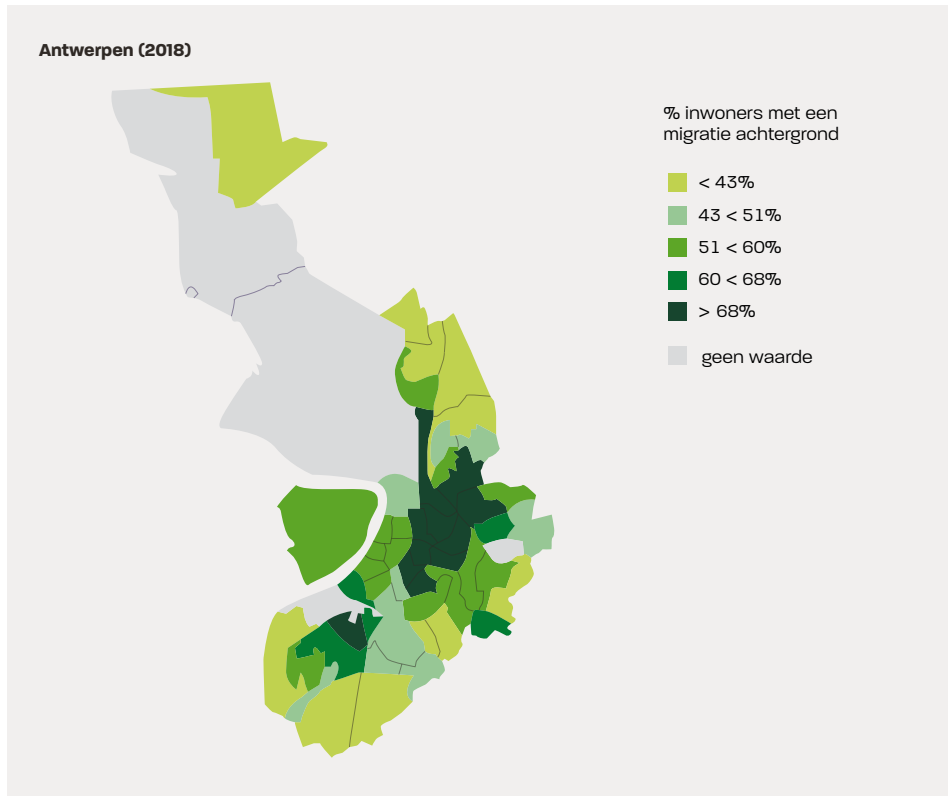 Antwerpen (2018)
% inwoners met een
migratie achtergrond
< 43%
43 < 51%
51 < 60%
60 < 68%
> 68%
geen waarde